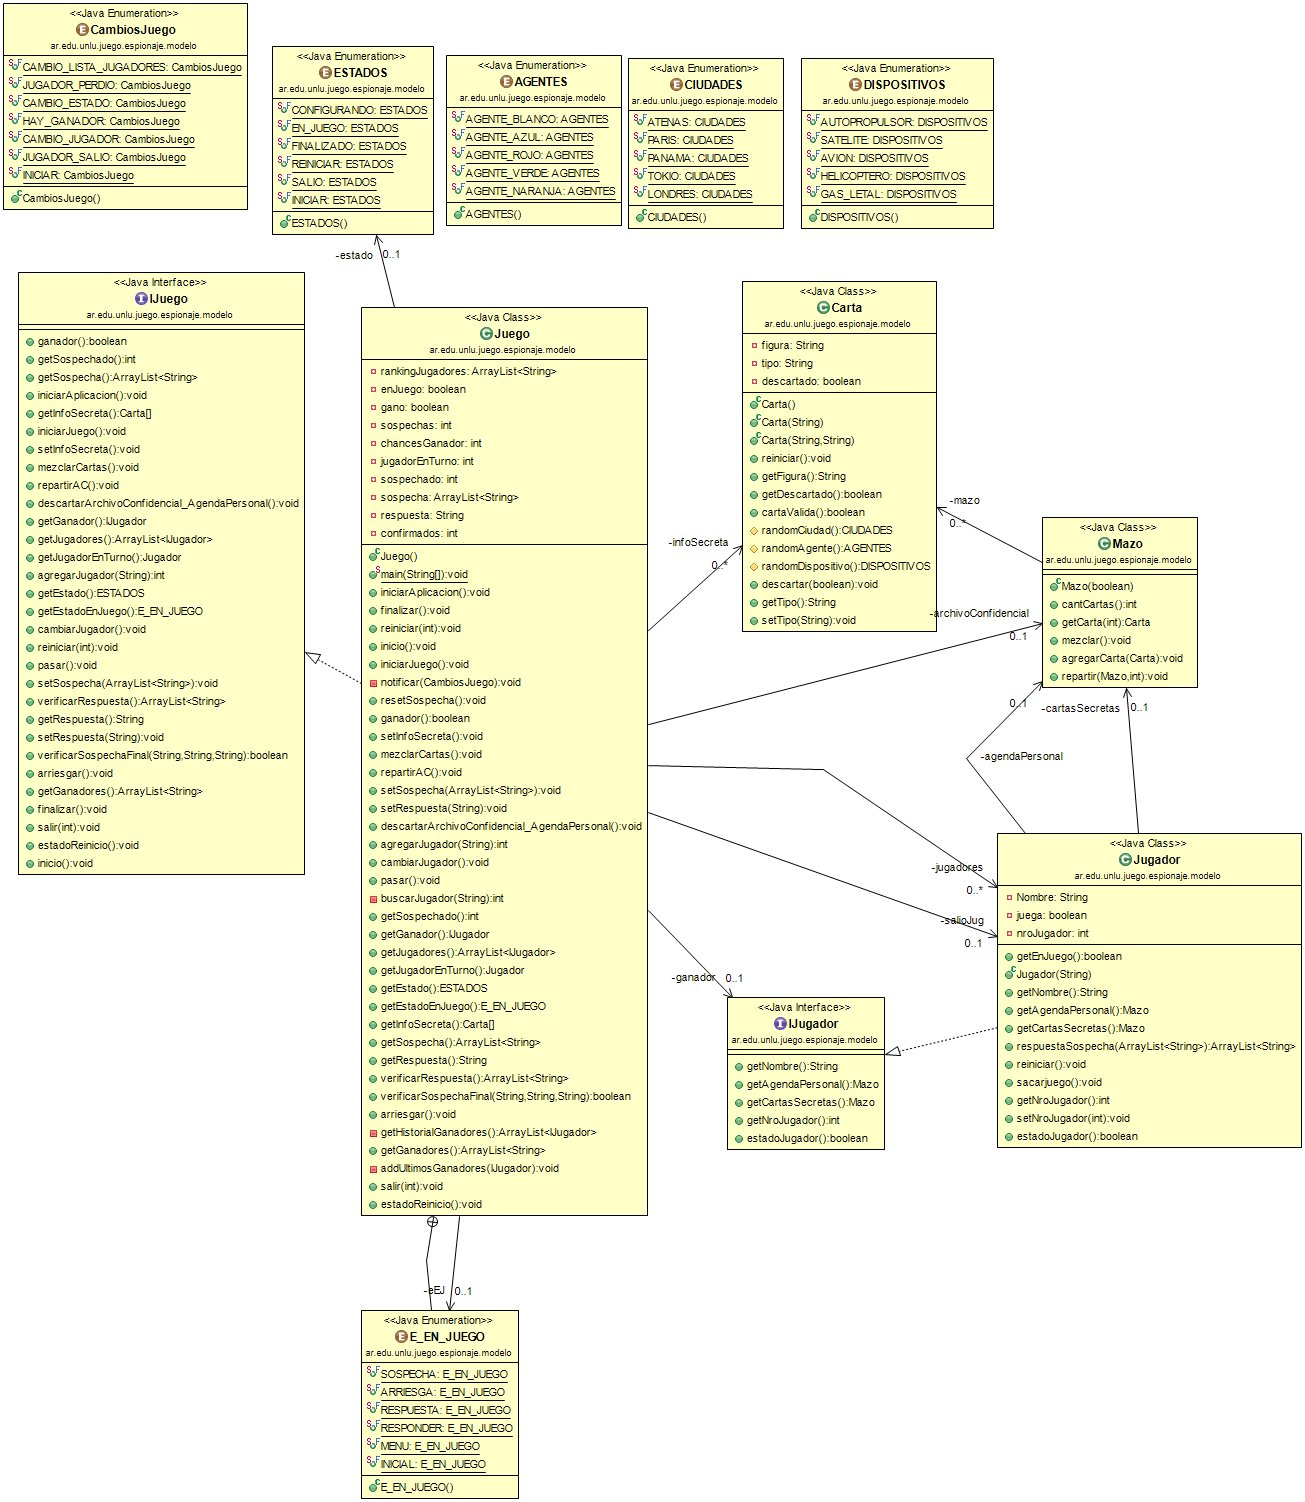 <<Java Enumeration>>
CambiosJuego
ar.edu.unlu.juego.espionaje.modelo
CAMBIO_LISTA_JUGADORES: CambiosJuego
JUGADOR_PERDIO: CambiosJuego
CAMBIO_ESTADO: CambiosJuego
HAY_GANADOR: CambiosJuego
CAMBIO_JUGADOR: CambiosJuego
JUGADOR_SALIO: CambiosJuego
INICIAR: CambiosJuego
CambiosJuego()
<<Java Enumeration>>
ESTADOS
ar.edu.unlu.juego.espionaje.modelo
CONFIGURANDO: ESTADOS
EN_JUEGO: ESTADOS
FINALIZADO: ESTADOS
REINICIAR: ESTADOS
SALIO: ESTADOS
INICIAR: ESTADOS
ESTADOS()
<<Java Enumeration>>
AGENTES
ar.edu.unlu.juego.espionaje.modelo
AGENTE_BLANCO: AGENTES
AGENTE_AZUL: AGENTES
AGENTE_ROJO: AGENTES
AGENTE_VERDE: AGENTES
AGENTE_NARANJA: AGENTES
AGENTES()
<<Java Enumeration>>
CIUDADES
ar.edu.unlu.juego.espionaje.modelo
ATENAS: CIUDADES
PARIS: CIUDADES
PANAMA: CIUDADES
TOKIO: CIUDADES
LONDRES: CIUDADES
CIUDADES()
<<Java Enumeration>>
DISPOSITIVOS
ar.edu.unlu.juego.espionaje.modelo
AUTOPROPULSOR: DISPOSITIVOS
SATELITE: DISPOSITIVOS
AVION: DISPOSITIVOS
HELICOPTERO: DISPOSITIVOS
GAS_LETAL: DISPOSITIVOS
DISPOSITIVOS()
-estado 0..1
<<Java Interface>>
IJuego
ar.edu.unlu.juego.espionaje.modelo
ganador():boolean
getSospechado():int
getSospecha():ArrayList<String>
iniciarAplicacion():void
getInfoSecreta():Carta[]
iniciarJuego():void
setInfoSecreta():void
mezclarCartas():void
repartirAC():void
descartarArchivoConfidencial_AgendaPersonal():void
getGanador():IJugador
getJugadores():ArrayList<IJugador>
getJugadorEnTurno():Jugador
agregarJugador(String):int
getEstado():ESTADOS
getEstadoEnJuego():E_EN_JUEGO
cambiarJugador():void
reiniciar(int):void
pasar():void
setSospecha(ArrayList<String>):void
verificarRespuesta():ArrayList<String>
getRespuesta():String
setRespuesta(String):void
verificarSospechaFinal(String,String,String):boolean
arriesgar():void
getGanadores():ArrayList<String>
finalizar():void
salir(int):void
estadoReinicio():void
inicio():void
<<Java Class>>
Juego
ar.edu.unlu.juego.espionaje.modelo
rankingJugadores: ArrayList<String>
enJuego: boolean
gano: boolean
sospechas: int
chancesGanador: int
jugadorEnTurno: int
sospechado: int
sospecha: ArrayList<String>
respuesta: String
confirmados: int
Juego()
main(String[]):void
iniciarAplicacion():void
finalizar():void
reiniciar(int):void
inicio():void
iniciarJuego():void
notificar(CambiosJuego):void
resetSospecha():void
ganador():boolean
setInfoSecreta():void
mezclarCartas():void
repartirAC():void
setSospecha(ArrayList<String>):void
setRespuesta(String):void
descartarArchivoConfidencial_AgendaPersonal():void
agregarJugador(String):int
cambiarJugador():void
pasar():void
buscarJugador(String):int
getSospechado():int
getGanador():IJugador
getJugadores():ArrayList<IJugador>
getJugadorEnTurno():Jugador
getEstado():ESTADOS
getEstadoEnJuego():E_EN_JUEGO
getInfoSecreta():Carta[]
getSospecha():ArrayList<String>
getRespuesta():String
verificarRespuesta():ArrayList<String>
verificarSospechaFinal(String,String,String):boolean
arriesgar():void
getHistorialGanadores():ArrayList<IJugador>
getGanadores():ArrayList<String>
addUltimosGanadores(IJugador):void
salir(int):void
estadoReinicio():void
<<Java Class>>
Carta
ar.edu.unlu.juego.espionaje.modelo
figura: String
tipo: String
descartado: boolean
Carta()
Carta(String)
Carta(String,String)
reiniciar():void
getFigura():String
getDescartado():boolean
cartaValida():boolean
randomCiudad():CIUDADES
randomAgente():AGENTES
randomDispositivo():DISPOSITIVOS
descartar(boolean):void
getTipo():String
setTipo(String):void
-mazo
0..*
-infoSecreta
0..*
<<Java Class>>
Mazo
ar.edu.unlu.juego.espionaje.modelo
Mazo(boolean)
cantCartas():int
getCarta(int):Carta
mezclar():void
agregarCarta(Carta):void
repartir(Mazo,int):void
-archivoConfidencial
0..1
0..1
-cartasSecretas 0..1
-agendaPersonal
-jugadores
0..*
-salioJug
0..1
-ganador 0..1
<<Java Class>>
Jugador
ar.edu.unlu.juego.espionaje.modelo
Nombre: String
juega: boolean
nroJugador: int
getEnJuego():boolean
Jugador(String)
getNombre():String
getAgendaPersonal():Mazo
getCartasSecretas():Mazo
respuestaSospecha(ArrayList<String>):ArrayList<String>
reiniciar():void
sacarjuego():void
getNroJugador():int
setNroJugador(int):void
estadoJugador():boolean
<<Java Interface>>
IJugador
ar.edu.unlu.juego.espionaje.modelo
getNombre():String
getAgendaPersonal():Mazo
getCartasSecretas():Mazo
getNroJugador():int
estadoJugador():boolean
-eEJ 0..1
<<Java Enumeration>>
E_EN_JUEGO
ar.edu.unlu.juego.espionaje.modelo
SOSPECHA: E_EN_JUEGO
ARRIESGA: E_EN_JUEGO
RESPUESTA: E_EN_JUEGO
RESPONDER: E_EN_JUEGO
MENU: E_EN_JUEGO
INICIAL: E_EN_JUEGO
E_EN_JUEGO()